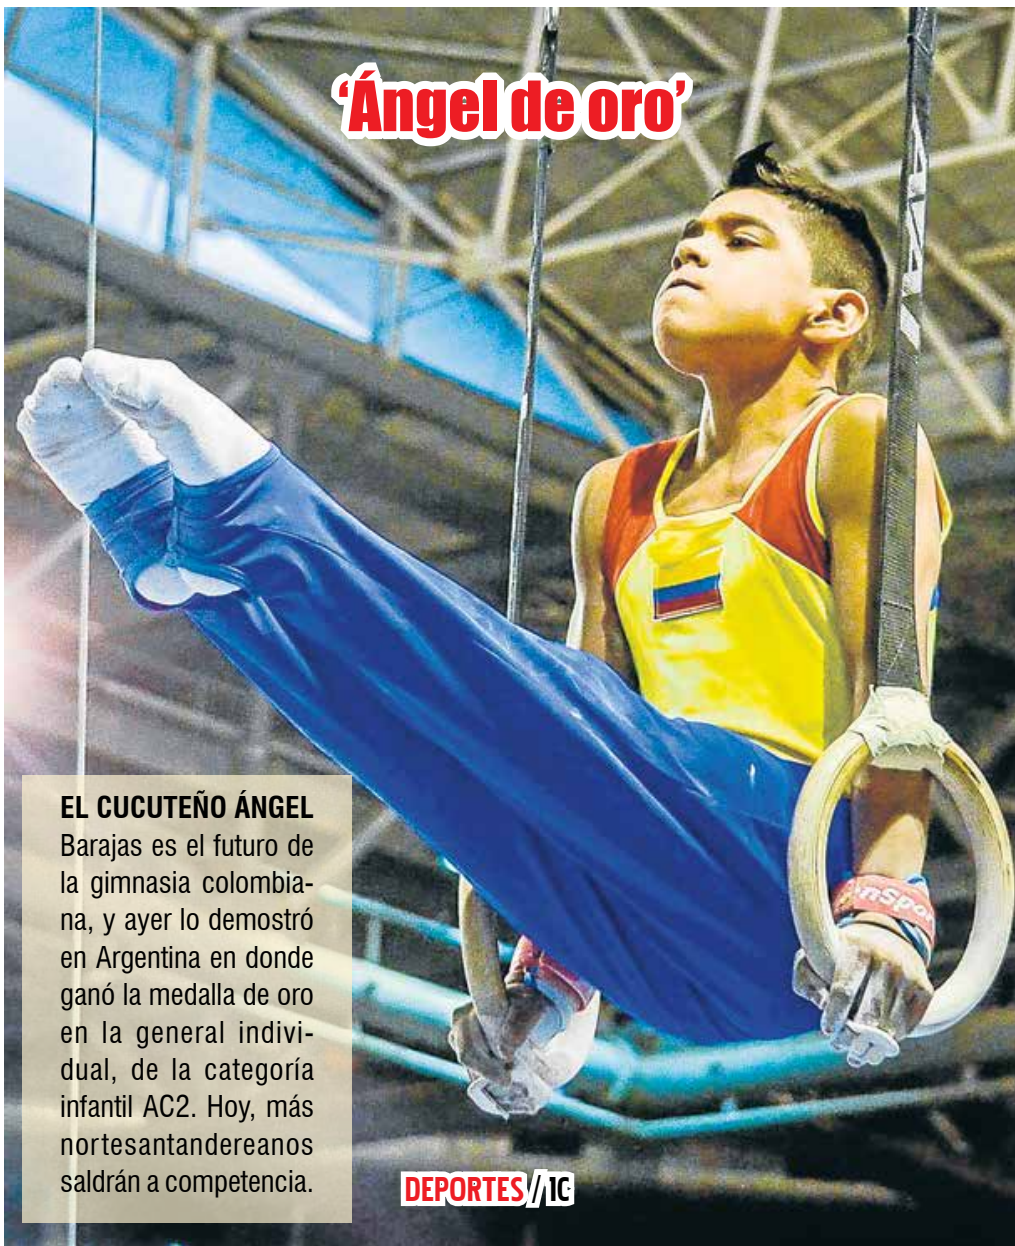 ‘Ángel de oro’
EL CUCUTEÑO ÁNGEL
Barajas es el futuro de
la gimnasia colombia-
na, y ayer lo demostró
en Argentina en donde
ganó la medalla de oro
en la general indivi-
dual, de la categoría
infantil AC2. Hoy, más
nortesantandereanos
saldrán a competencia.
DEPORTES / 1C